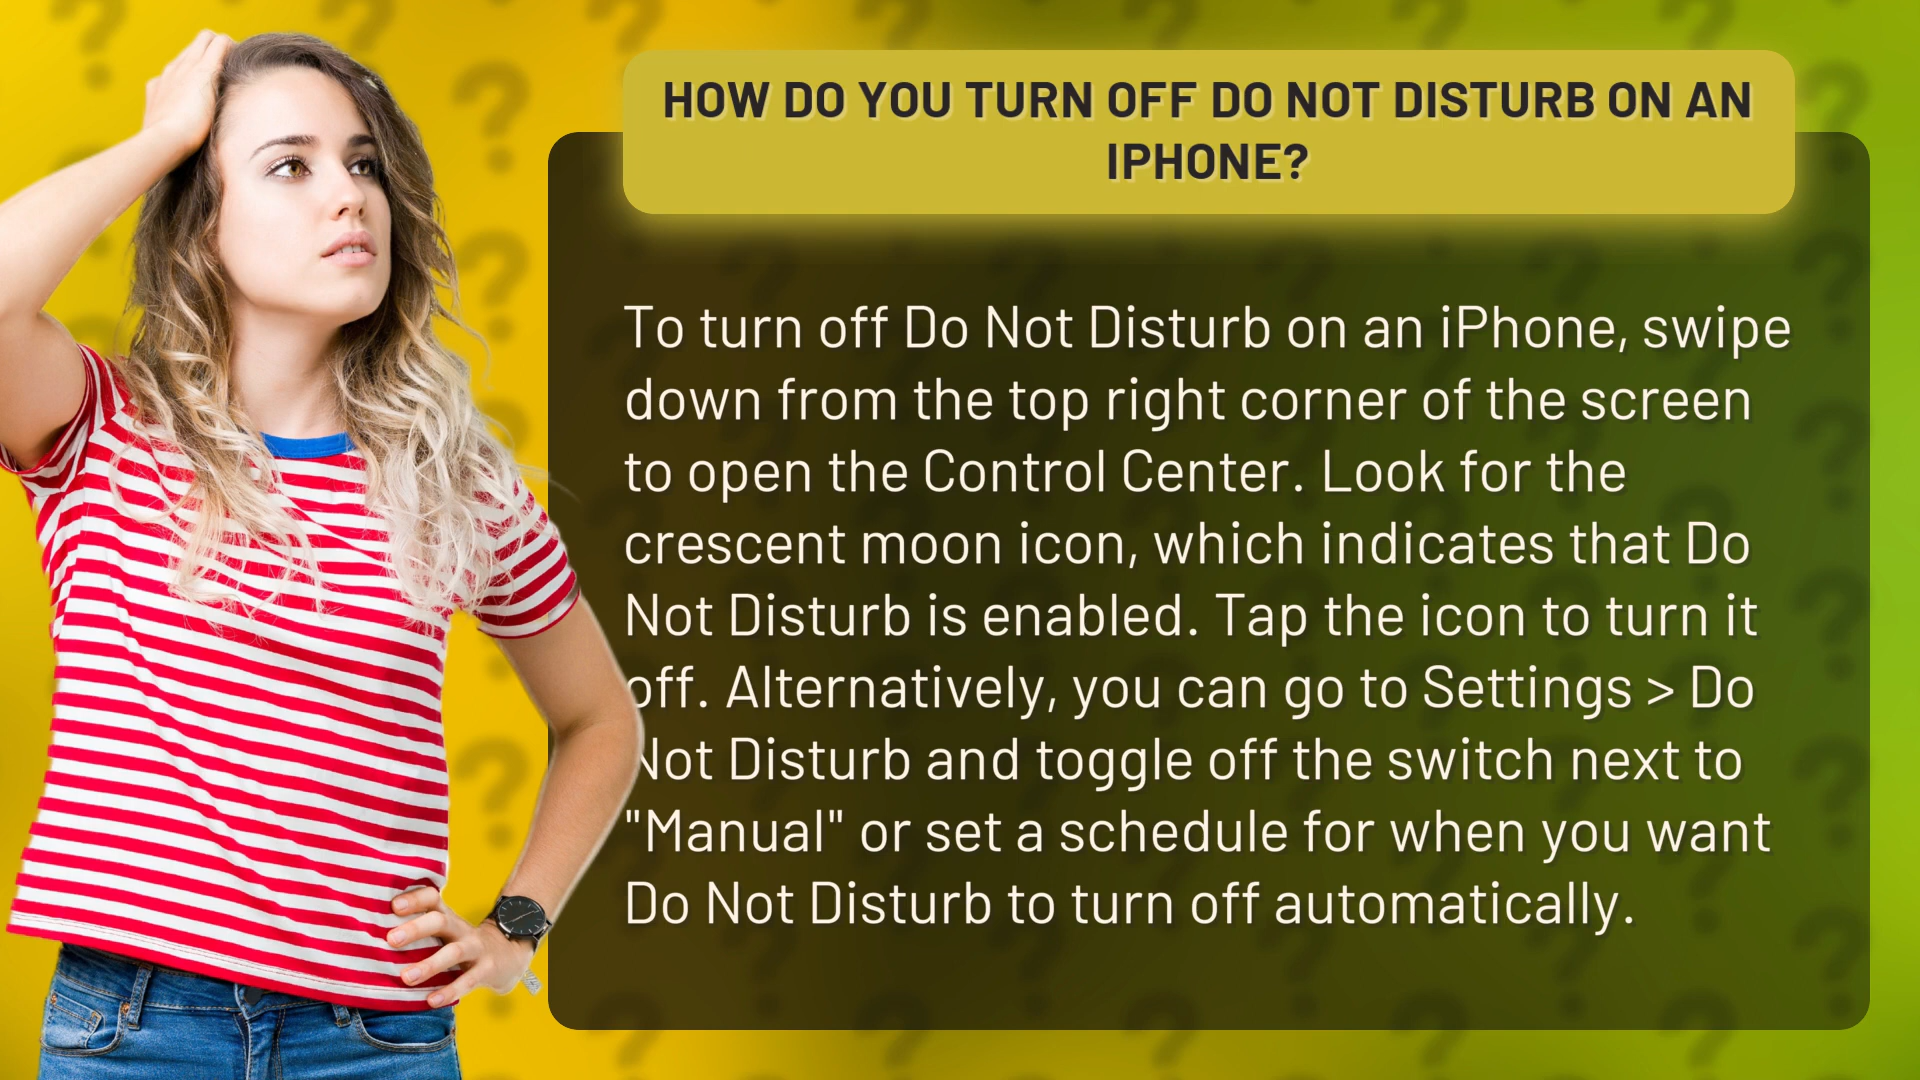 HOW DO YOU TURN OFF DO NOT DISTURB ON AN
IPHONE?
To turn off Do Not Disturb on an iPhone, swipe
down from the top right corner of the screen
to open the Control Center. Look for the
crescent moon icon, which indicates that Do
Not Disturb is enabled. Tap the icon to turn it
off. Alternatively, you can go to Settings > Do
Not Disturb and toggle off the switch next to
"Manual" or set a schedule for when you want
Do Not Disturb to turn off automatically.